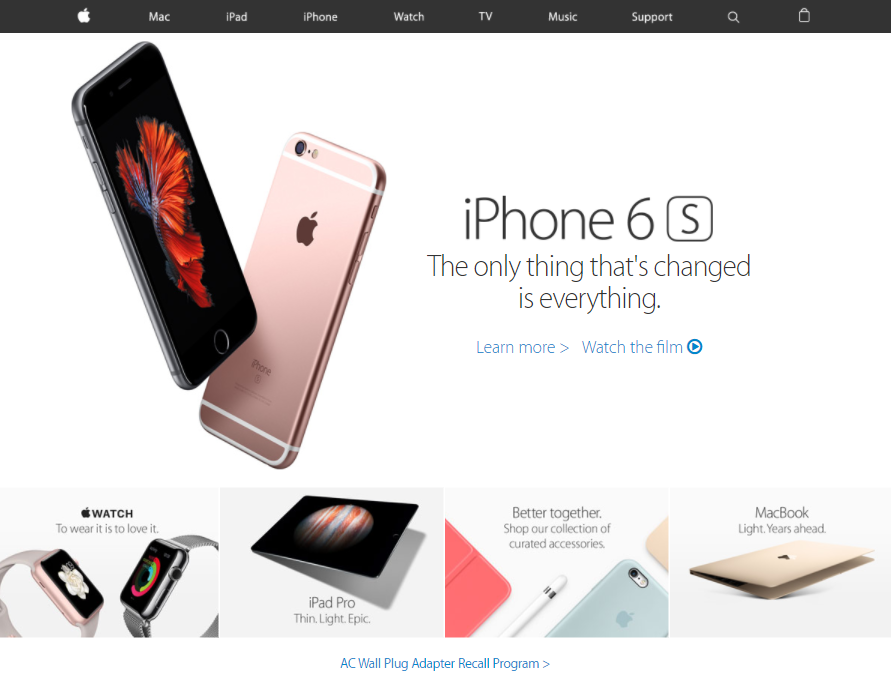 Mac
iPad
iPhone
Watch
TV
Music
Support
iPhone 6 S
The only thing that's changed
is everything.
Learn more > Watch the film
WATCH
To wear it is to love it.
iPad Pro
Thin. Light. Epic.
Better together.
Shop our collection of
curated accessories.
MacBook
Light. Years ahead.
iPhone
S
AC Wall Plug Adapter Recall Program >